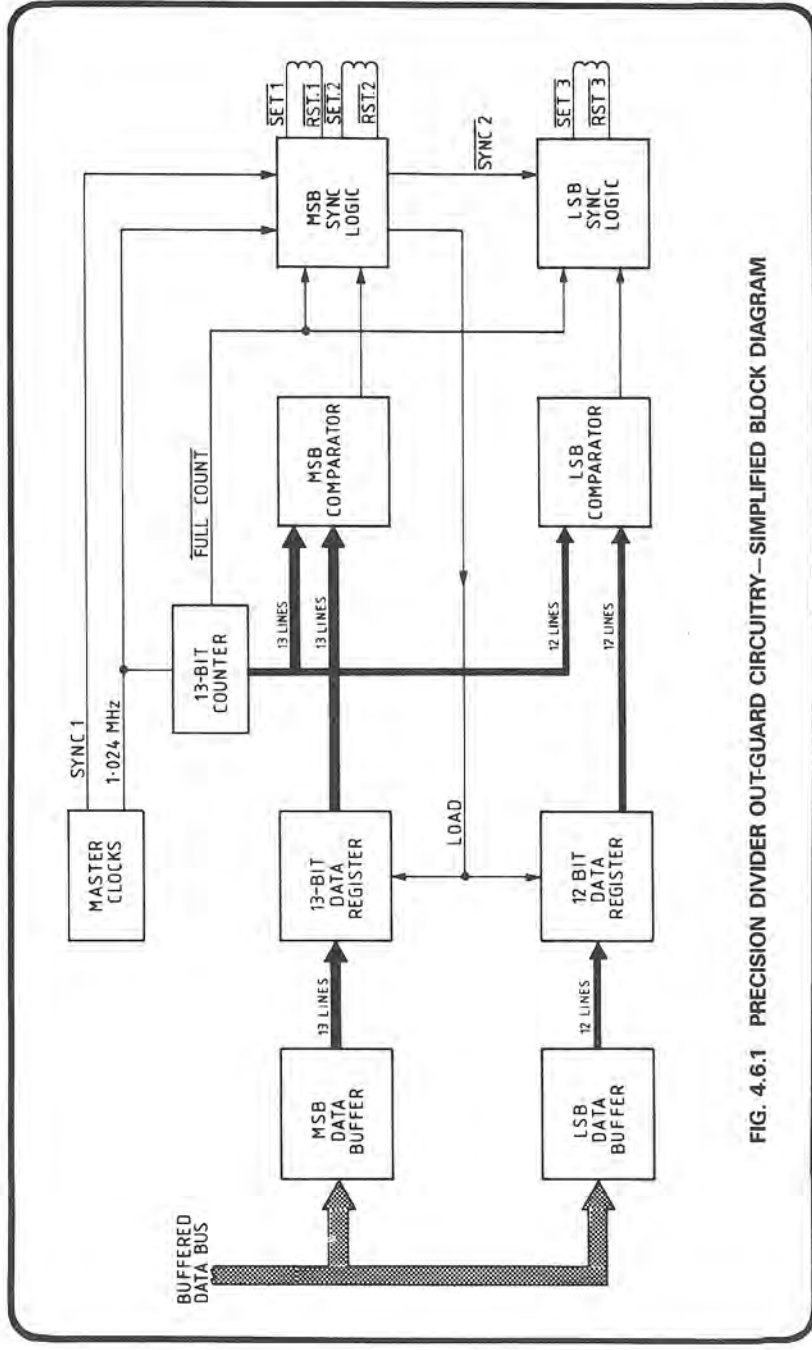 BUFFERED
DATA BUS
MSB
DATA
BUFFER
LSB
DATA
BUFFER
13 LINES
12 LINES
MASTER
CLOCKS
SYNC 1
1·024 MHz
13-BIT
COUNTER
FULL COUNT
13-BIT
DATA
REGISTER
12 BIT
DATA
REGISTER
LOAD
13 LINES
13 LINES
12 LINES
17 LINES
MSB
COMPARATOR
LSB
COMPARATOR
MSB
SYNC
LOGIC
LSB
SYNC
LOGIC
SYNC 2
SET 1
RST.1
SET.2
RST.2
SET 3
RST 3
FIG. 4.6.1 PRECISION DIVIDER OUT-GUARD CIRCUITRY—SIMPLIFIED BLOCK DIAGRAM